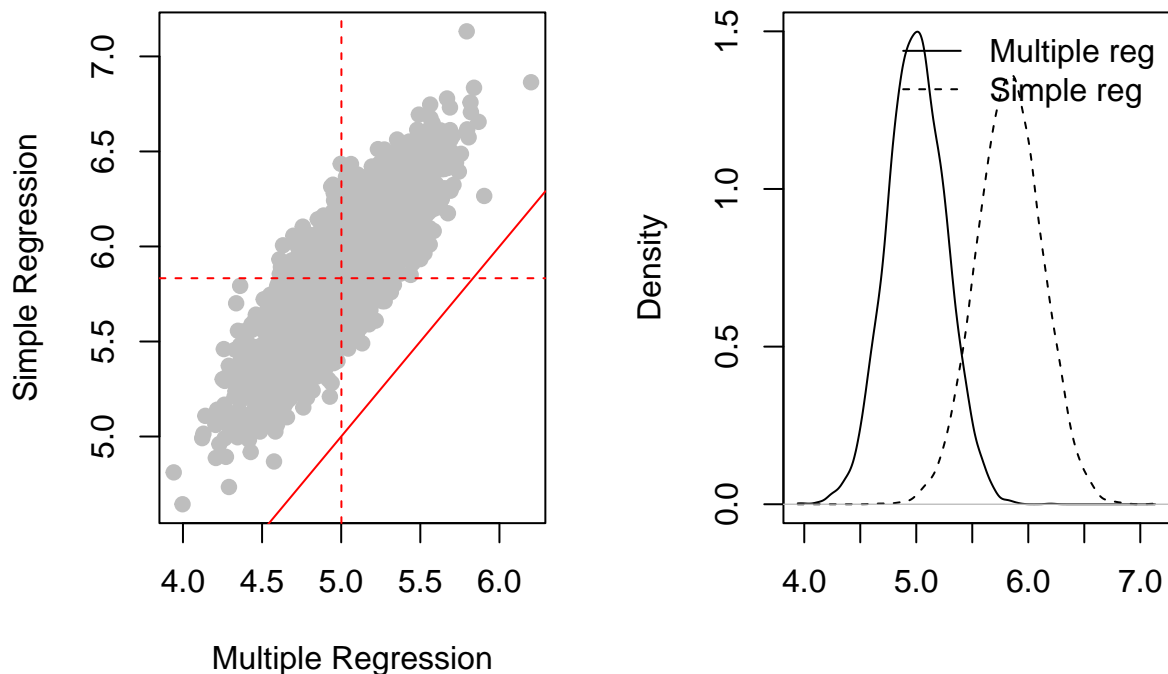 Simple Regression
7.0
6.5
6.0
5.5
5.0
4.0 4.5 5.0 5.5 6.0
Multiple Regression
Density
1.5
1.0
0.5
0.0
Multiple reg
Simple reg
4.0 5.0 6.0 7.0